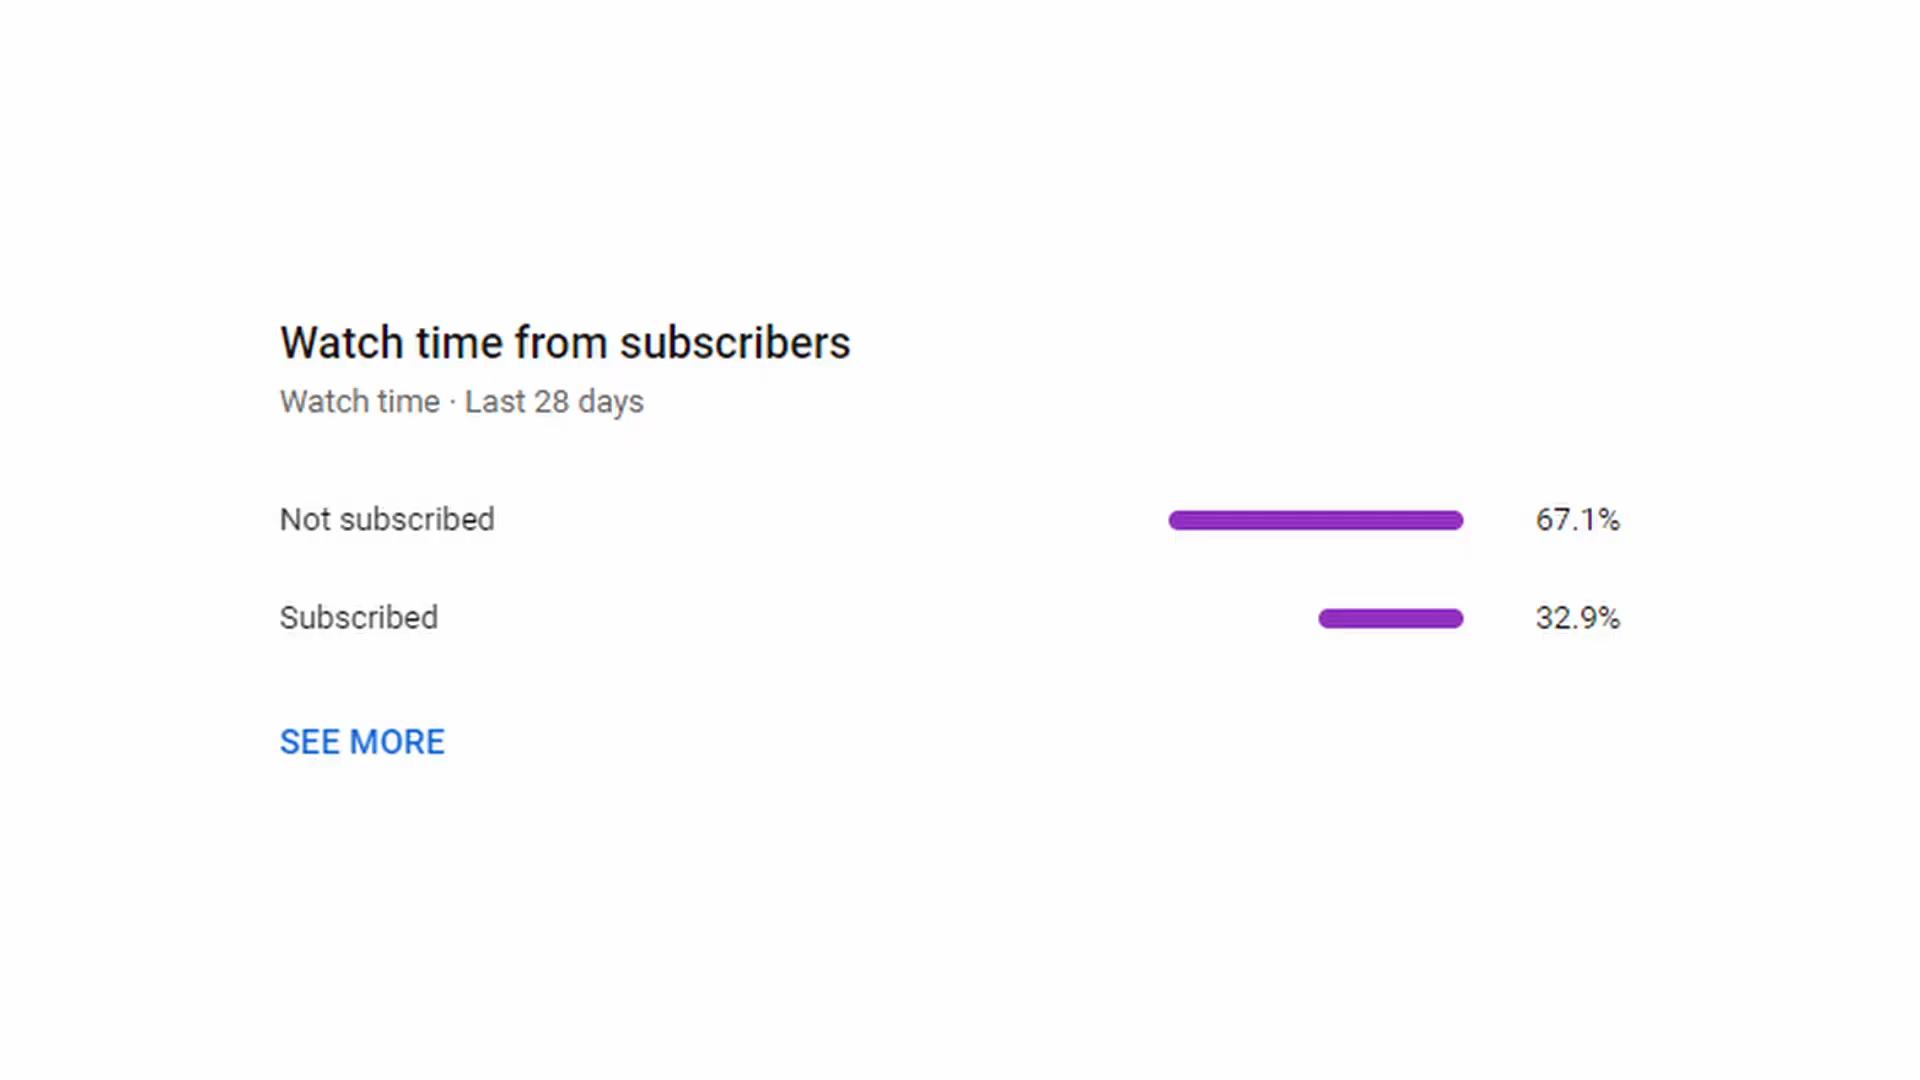 Watch time from subscribers
Watch time · Last 28 days
Not subscribed 67.1%
Subscribed 32.9%
SEE MORE